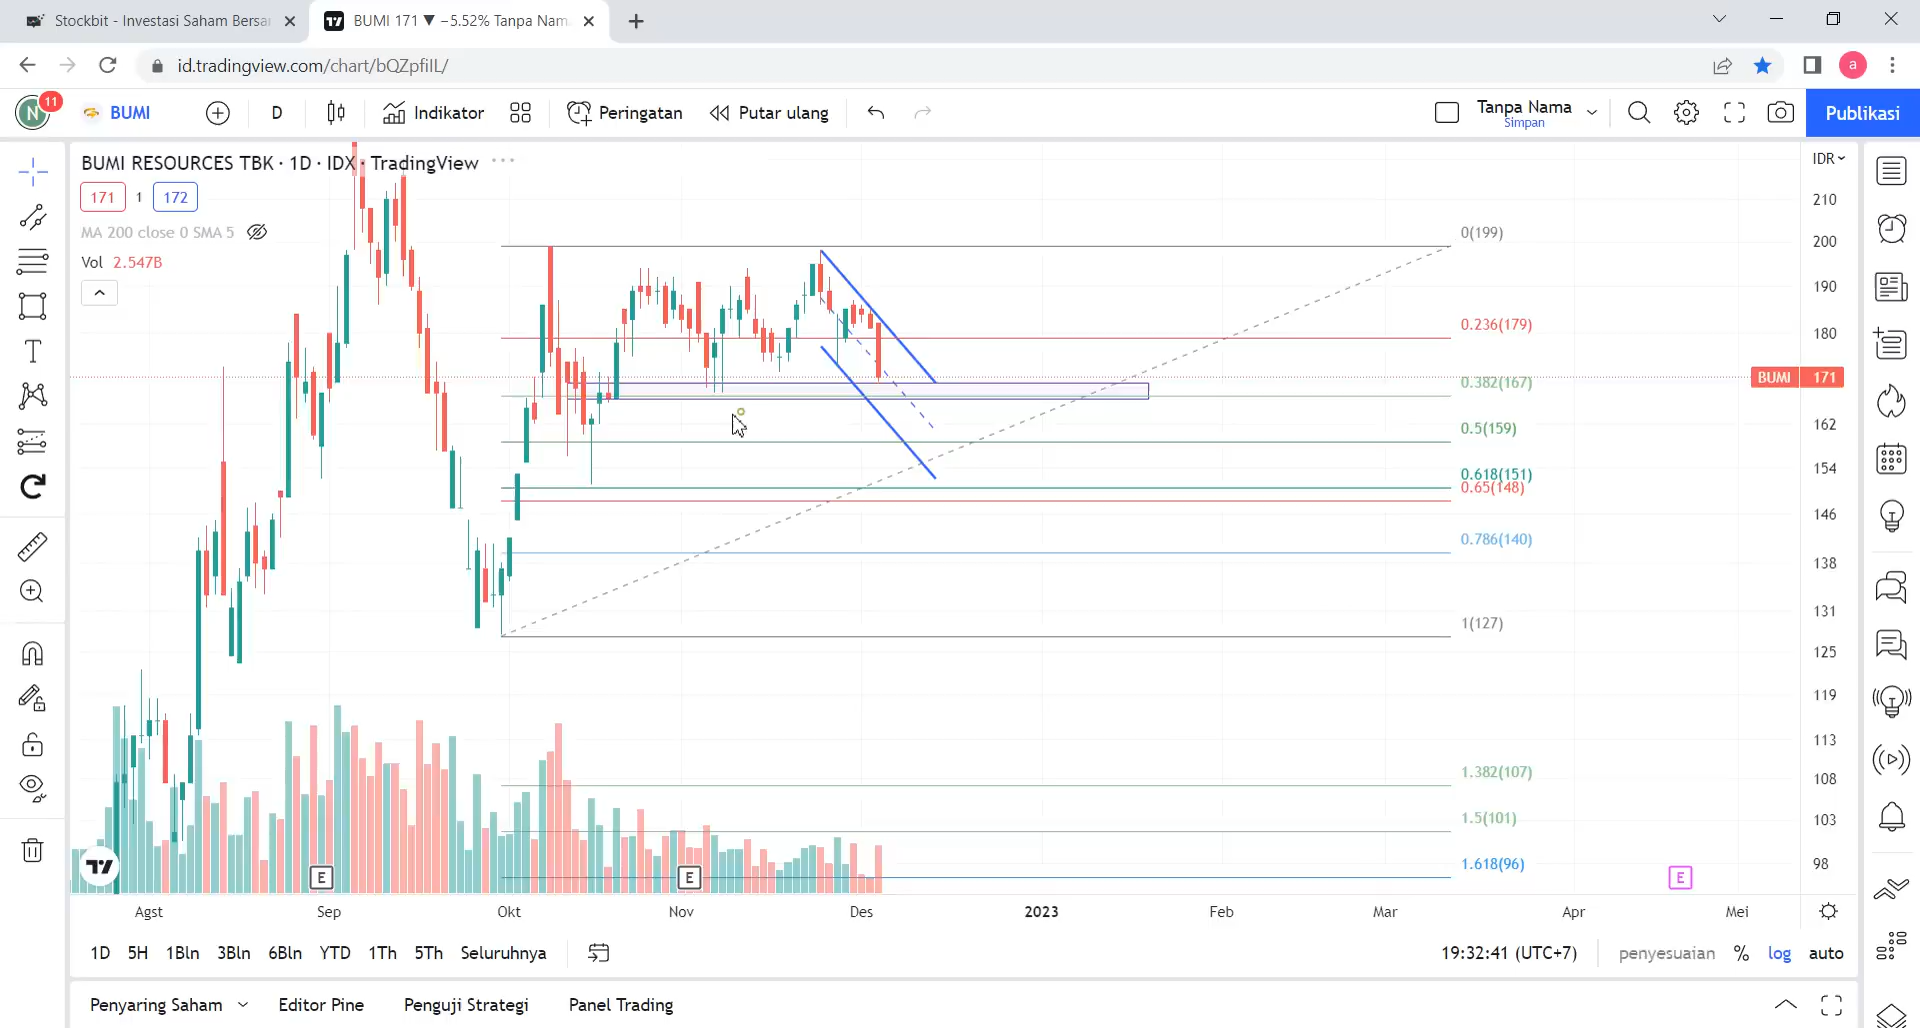 Stockbit - Investasi Saham Bersa
BUMI 171 ▼ −5.52% Tanpa Nam
id.tradingview.com/chart/bQZpfiIL/
a
N
11
BUMI
D
Indikator
Peringatan
Putar ulang
Tanpa Nama
Simpan
Publikasi
BUMI RESOURCES TBK · 1D · IDX · TradingView
IDR
171
1
172
MA 200 close 0 SMA 5
Vol 2.547B
0(199)
0.236(179)
0.382(167)
0.5(159)
0.618(151)
0.65(148)
0.786(140)
1(127)
1.382(107)
1.5(101)
1.618(96)
210
200
190
180
BUMI 171
162
154
146
138
131
125
119
113
108
103
98
E
E
E
Agst
Sep
Okt
Nov
Des
2023
Feb
Mar
Apr
Mei
1D
5H
1Bln
3Bln
6Bln
YTD
1Th
5Th
Seluruhnya
19:32:41 (UTC+7)
penyesuaian
%
log
auto
Penyaring Saham
Editor Pine
Penguji Strategi
Panel Trading